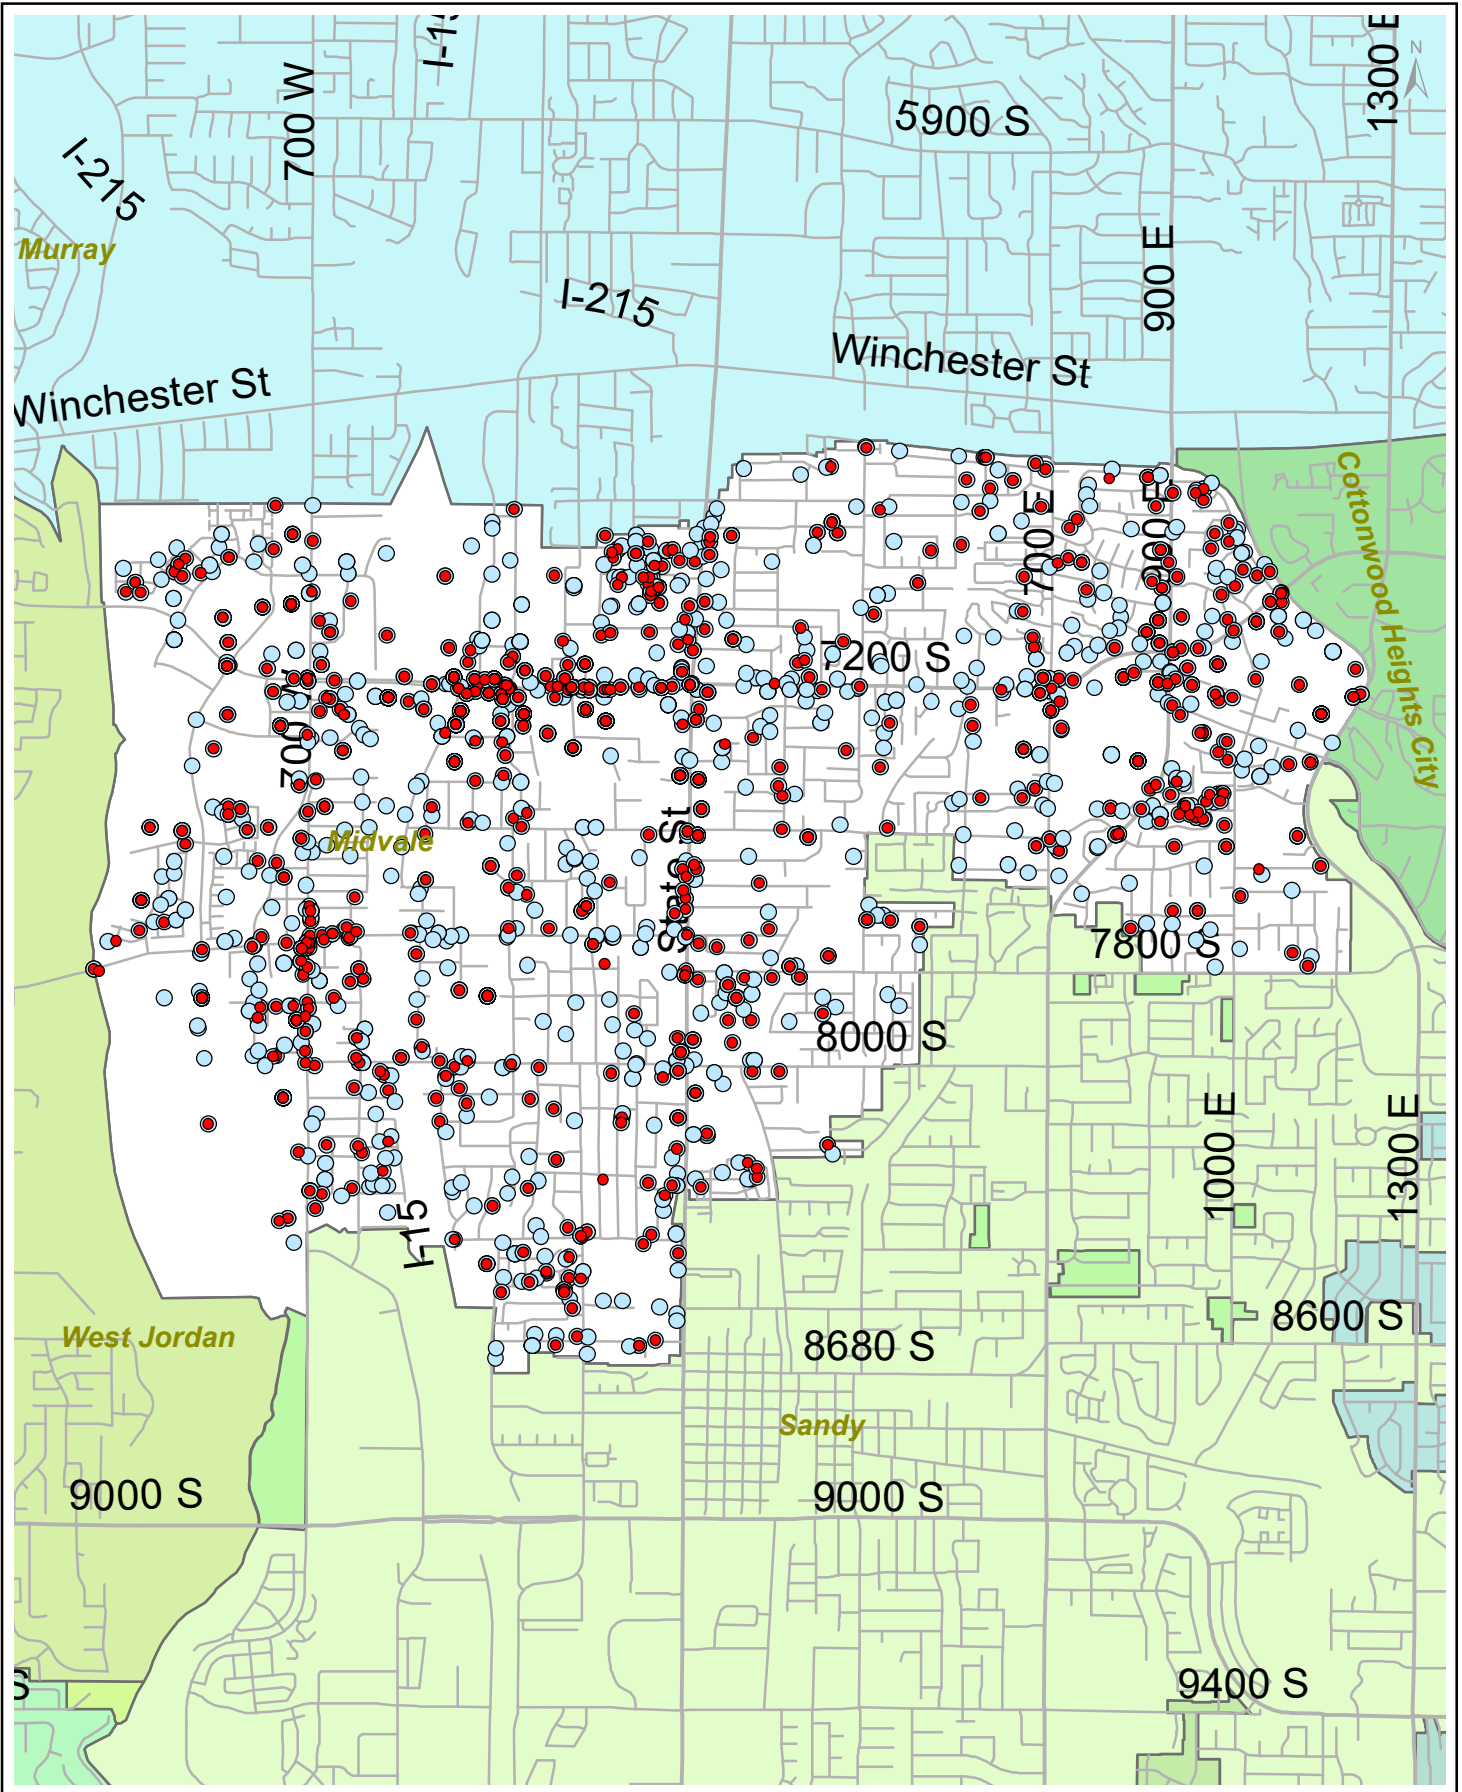 1300 E
N
I-15
700 W
5900 S
I-215
Murray
900 E
I-215
Winchester St
Winchester St
Cottonwood Heights City
700 E
900 E
7200 S
700 W
State St
Midvale
7800 S
8000 S
1000 E
1300 E
I-15
8600 S
West Jordan
8680 S
Sandy
9000 S
9000 S
9400 S
S